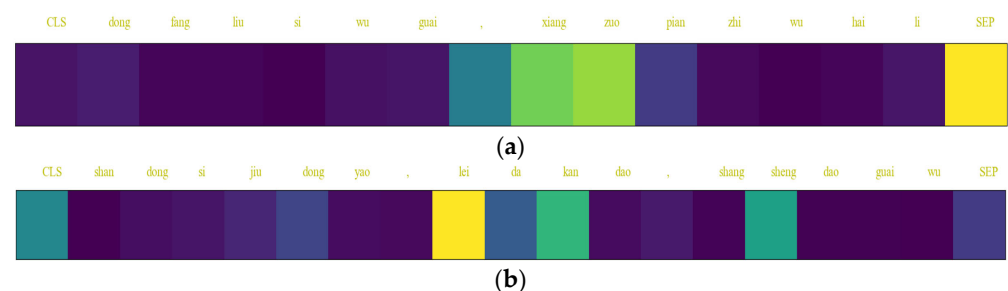 CLS dong fang liu si wu guai , xiang zuo pian zhi wu hai li SEP
(a)
CLS shan dong si jiu dong yao , lei da kan dao , shang sheng dao guai wu SEP
(b)